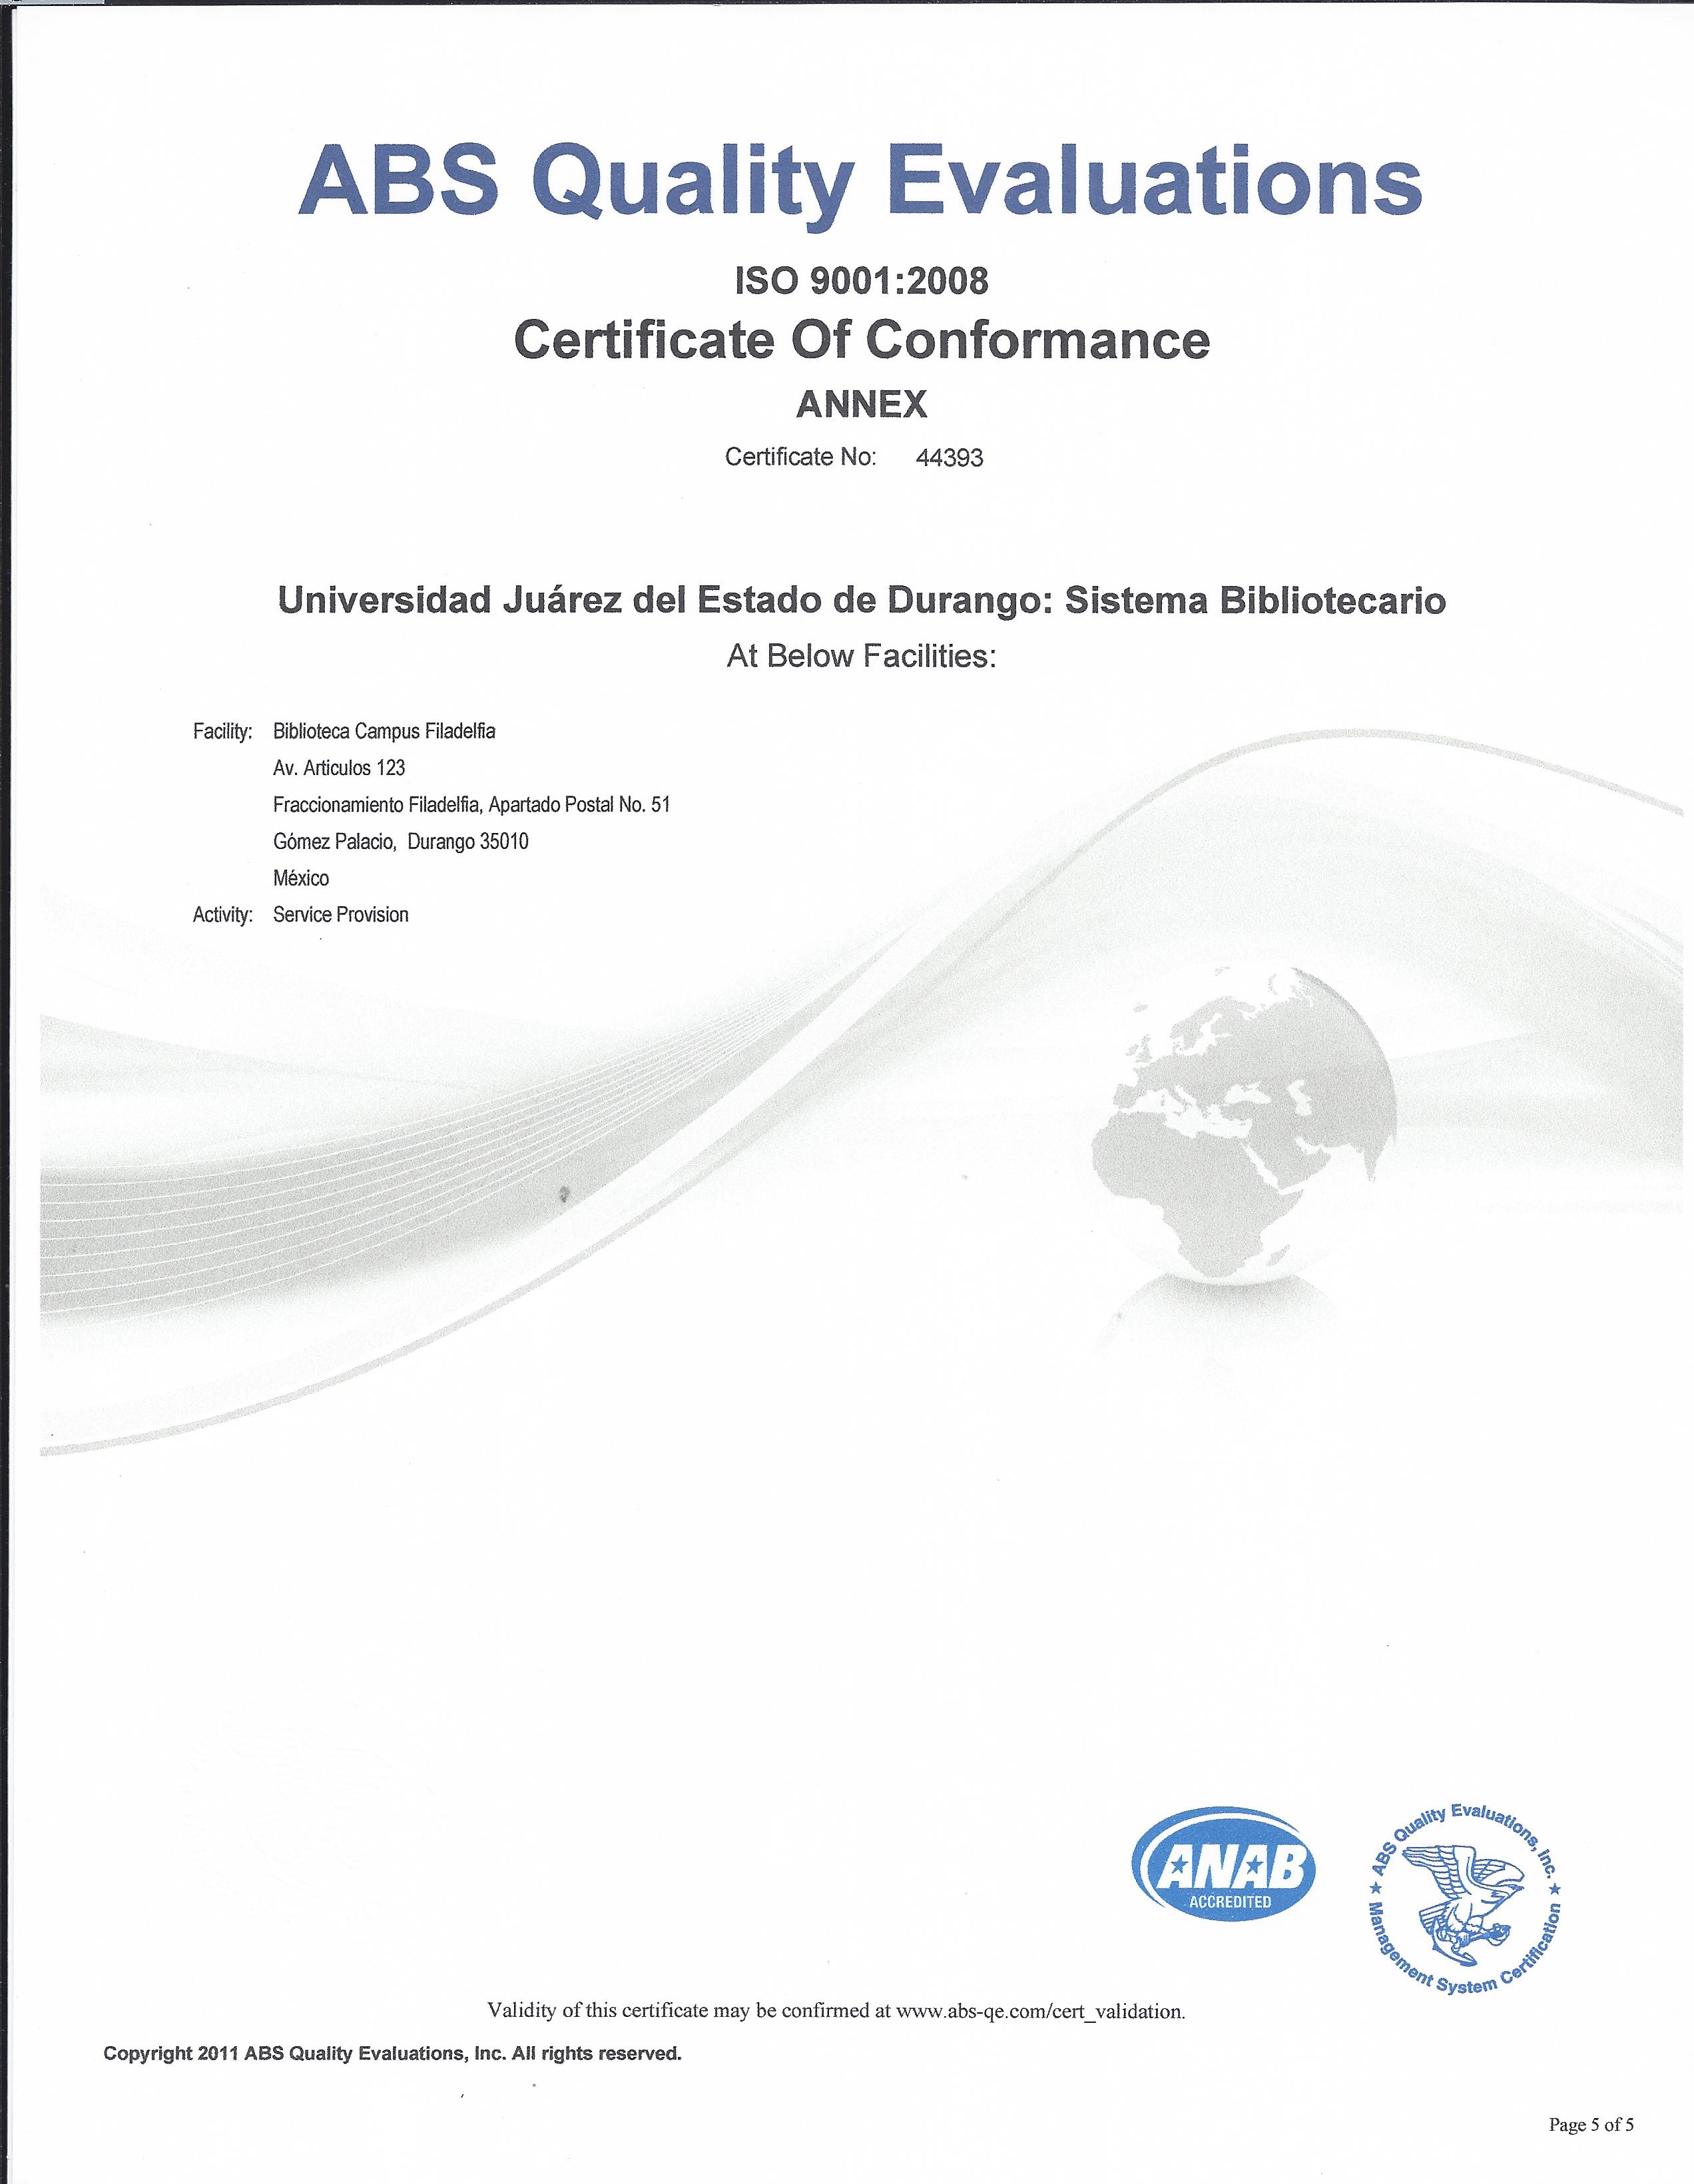 ABS Quality Evaluations
ISO 9001:2008
Certificate Of Conformance
ANNEX
Certificate No: 44393
Universidad Juárez del Estado de Durango: Sistema Bibliotecario
At Below Facilities:
Facility: Biblioteca Campus Filadelfia
Av. Articulos 123
Fraccionamiento Filadelfia, Apartado Postal No. 51
Gómez Palacio, Durango 35010
México
Activity: Service Provision
ANAB
ACCREDITED
★ ABS Quality Evaluations, Inc. ★
Management System Certification
Validity of this certificate may be confirmed at www.abs-qe.com/cert_validation.
Copyright 2011 ABS Quality Evaluations, Inc. All rights reserved.
Page 5 of 5